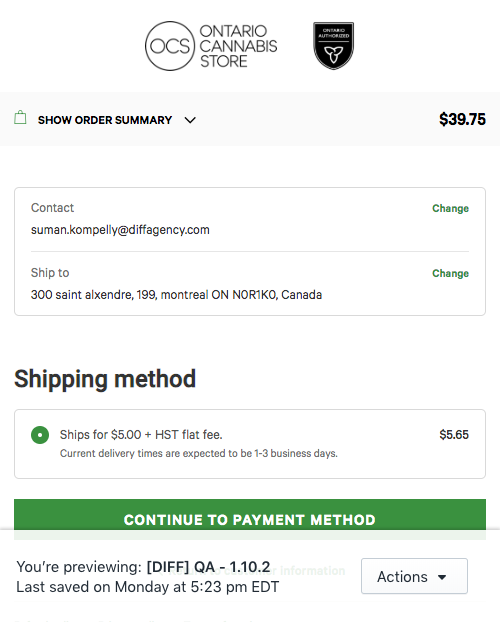 OCS
ONTARIO
CANNABIS
STORE
ONTARIO
AUTHORIZED
SHOW ORDER SUMMARY
$39.75
Contact
Change
suman.kompelly@diffagency.com
Ship to
Change
300 saint alxendre, 199, montreal ON N0R1K0, Canada
Shipping method
Ships for $5.00 + HST flat fee.
$5.65
Current delivery times are expected to be 1-3 business days.
CONTINUE TO PAYMENT METHOD
You're previewing: [DIFF] QA - 1.10.2
information
Last saved on Monday at 5:23 pm EDT
Actions